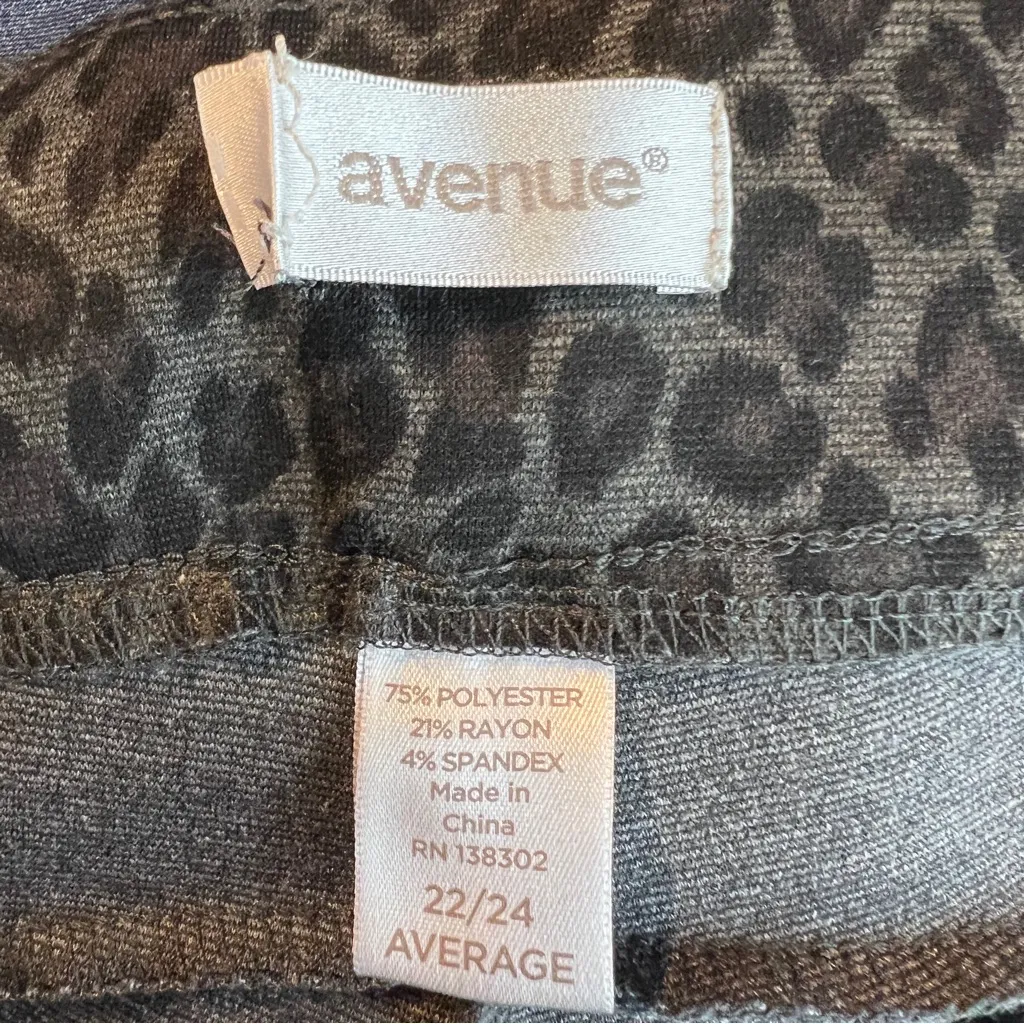 avenue®
75% POLYESTER
21% RAYON
4% SPANDEX
Made in
China
RN 138302
22/24
AVERAGE